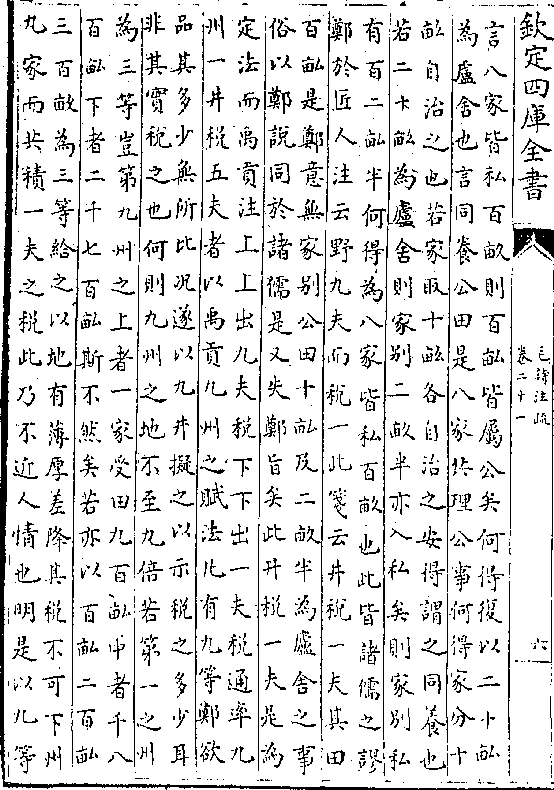 欽定四庫全書
毛詩注疏
卷二十一
六
言八家皆私百畝則百畝皆屬公矣何得復以二十畝
為廬舍也言同養公田是八家共理公事何得家分十
畝自治之也若家取十畝各自治之安得謂之同養也
若二十畝為廬舍則家別二畝半亦入私矣則家別私
有百二畝半何得為八家皆私百畝也此皆諸儒之謬
鄭於匠人注云野九夫而税一此箋云井税一夫其田
百畝是鄭意無家別公田十畝及二畝半為廬舍之事
俗以鄭説同於諸儒是又失鄭旨矣此井税一夫是為
定法而禹貢注上上出九夫税下下出一夫税通率九
州一井税五夫者以禹貢九州之賦法凡有九等鄭欲
品其多少無所比况遂以九井擬之以示税之多少耳
非其實税之也何則九州之地不至九倍若第一之州
為三等豈第九州之上者一家受田九百畝中者千八
百畝下者二千七百畝斯不然矣若亦以百畝二百畝
三百畝為三等給之以地有薄厚差降其税不可下州
九家而共積一夫之税此乃不近人情也明是以九等